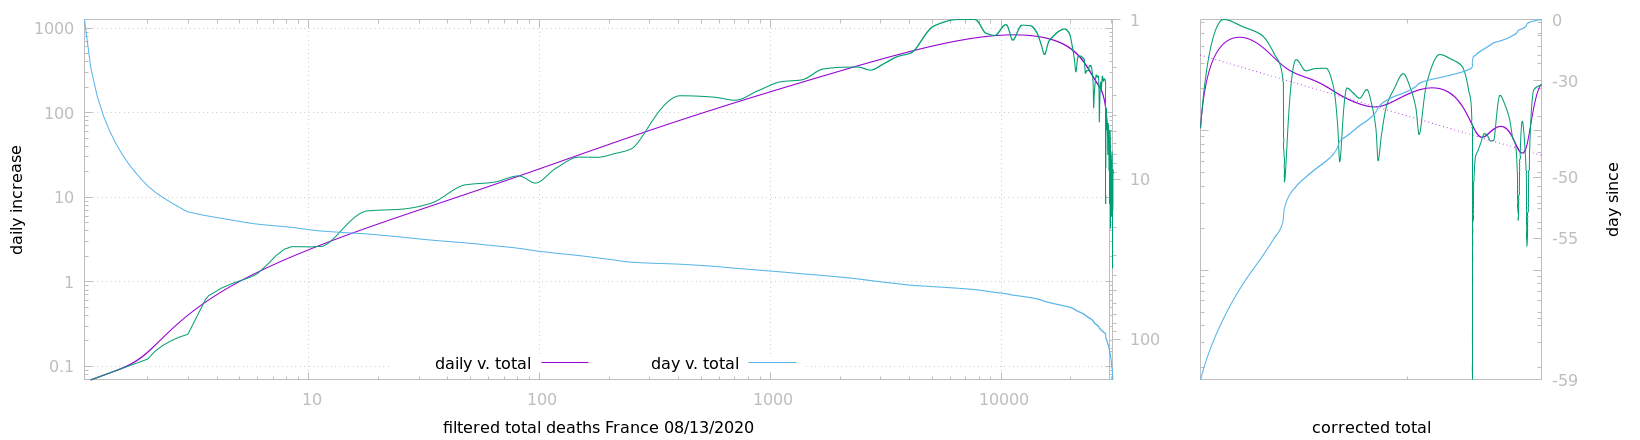 daily increase
1000
100
10
1
0.1
1
10
100
daily v. total
day v. total
10
100
1000
10000
filtered total deaths France 08/13/2020
0
-30
-50
-55
-59
day since
corrected total